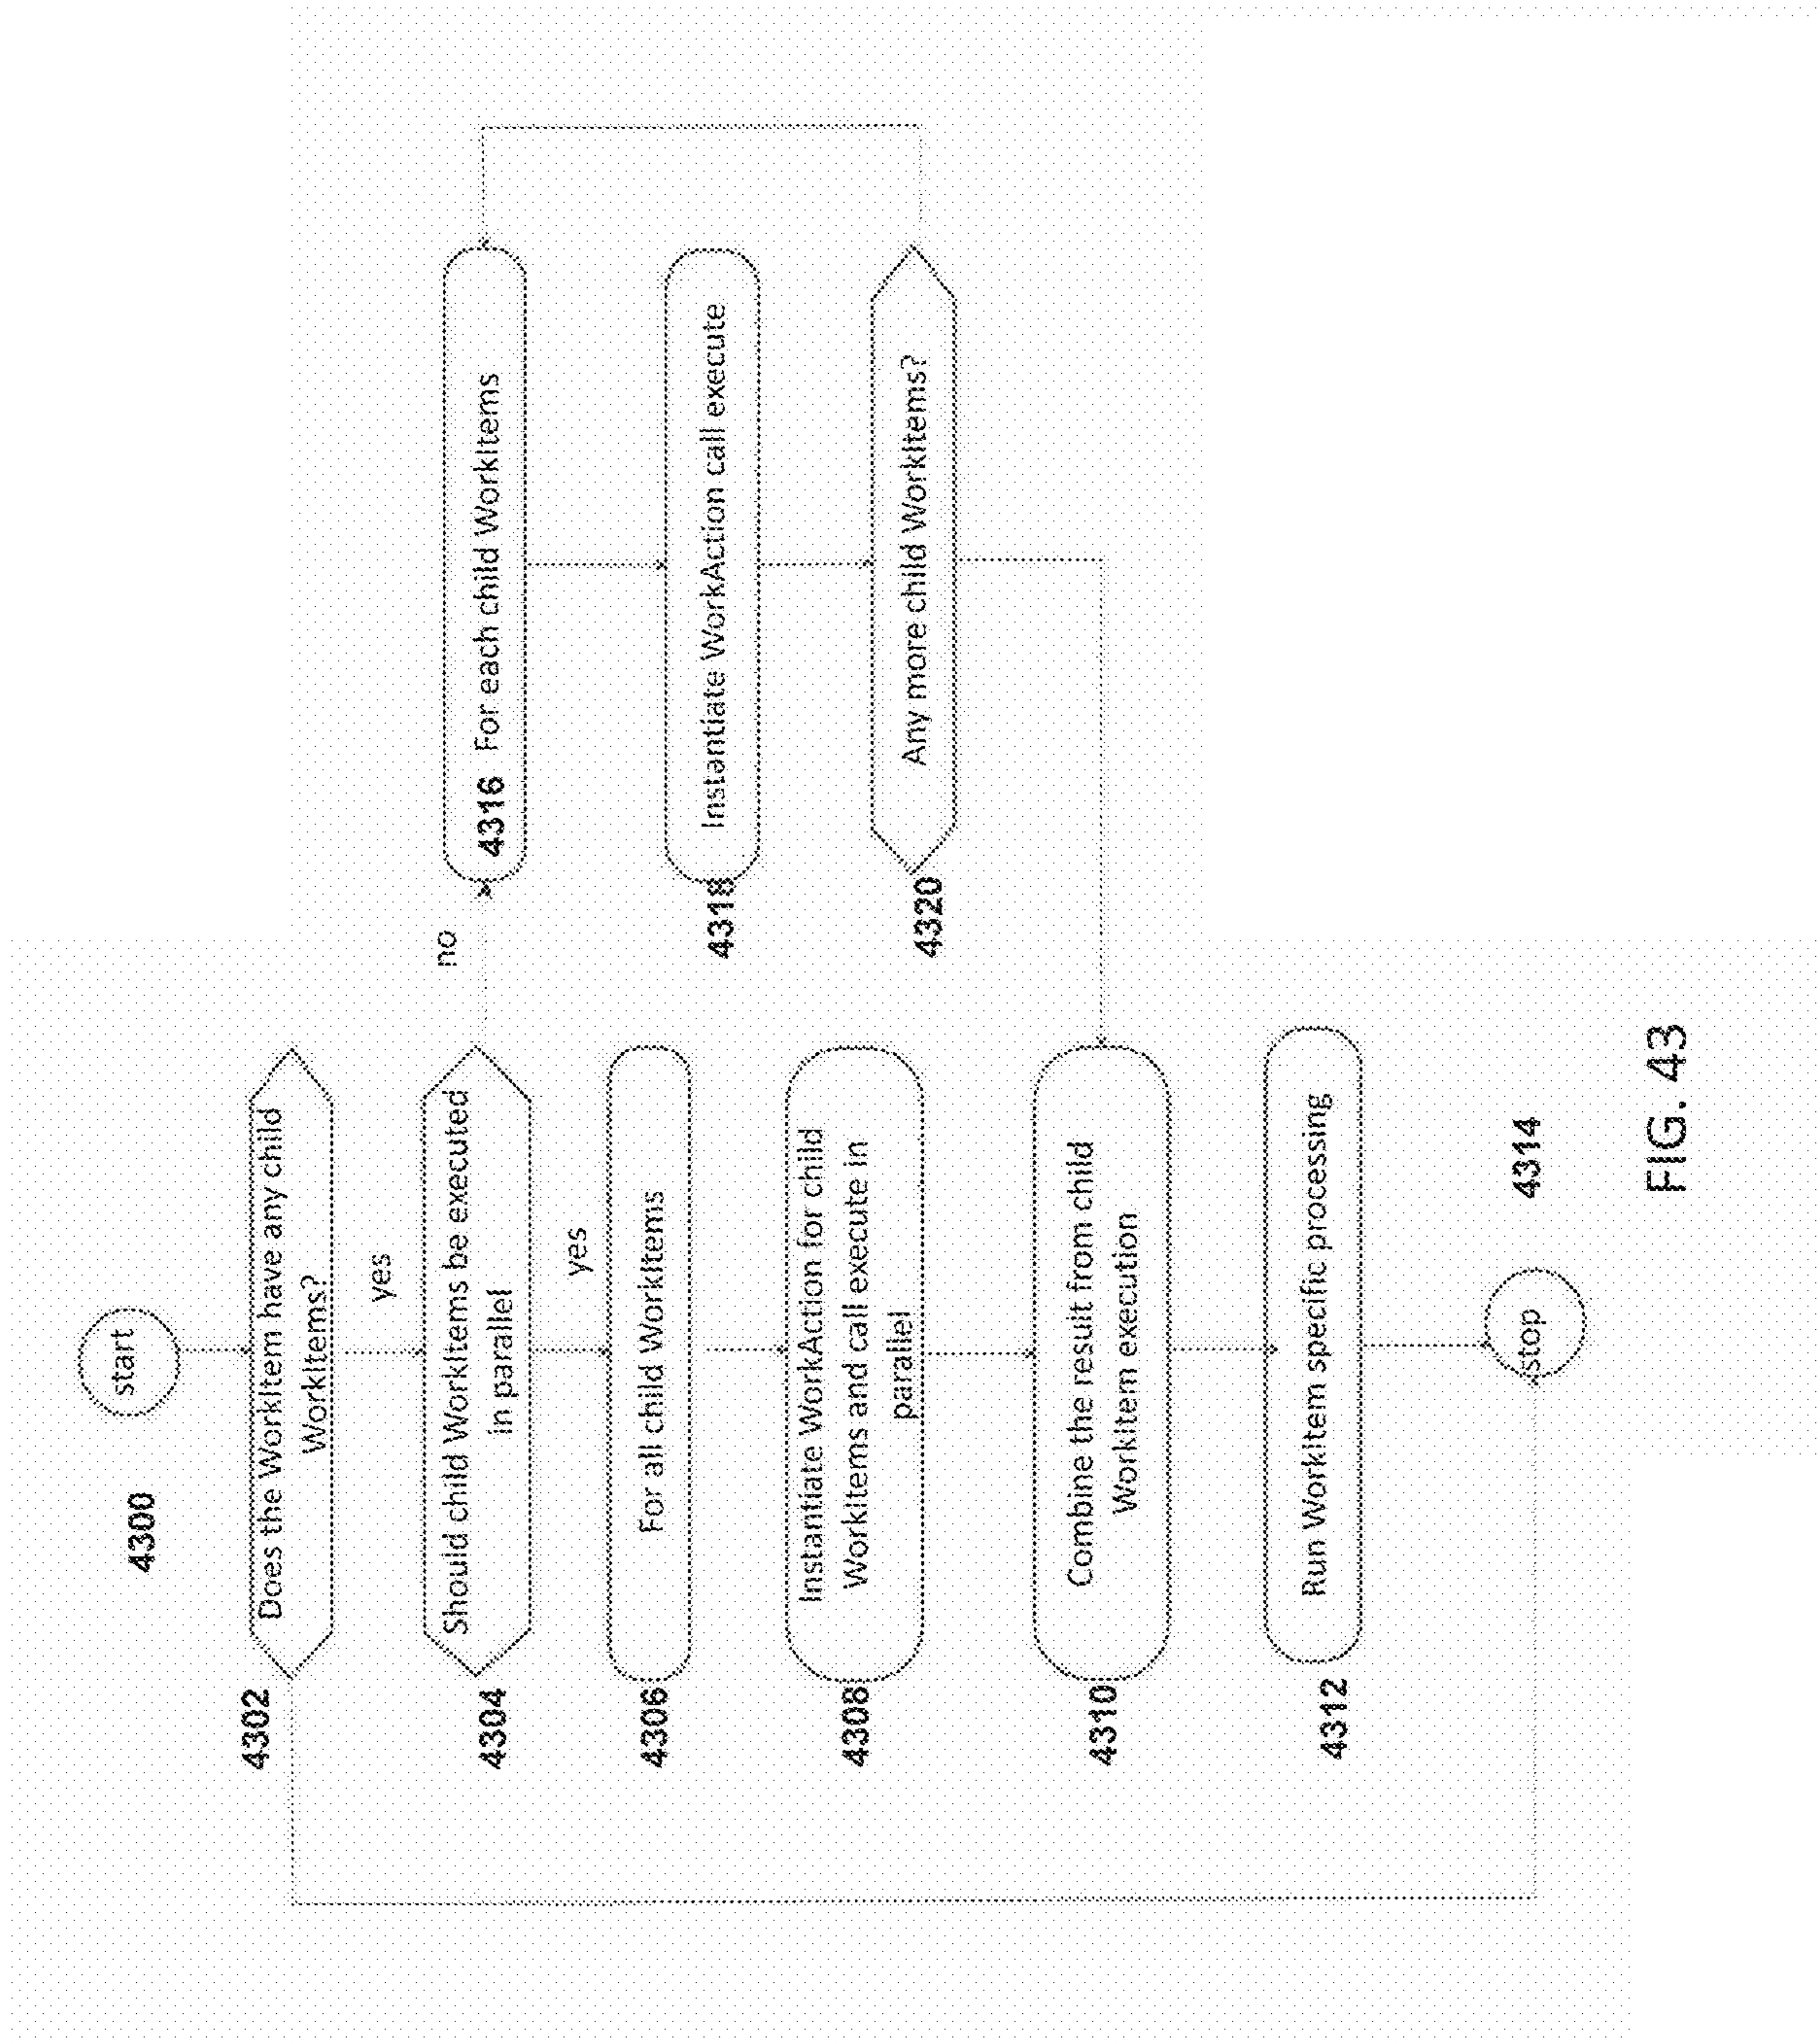 4300
start
4302
Does the WorkItem have any child
WorkItems?
yes
4304
Should child WorkItems be executed
in parallel
no
yes
4306
For all child WorkItems
4308
Instantiate WorkAction for child
WorkItems and call execute in
parallel
4310
Combine the result from child
WorkItem execution
4312
Run WorkItem specific processing
stop
4314
4316 For each child WorkItems
4318
Instantiate WorkAction call execute
4320
Any more child WorkItems?
FIG. 43